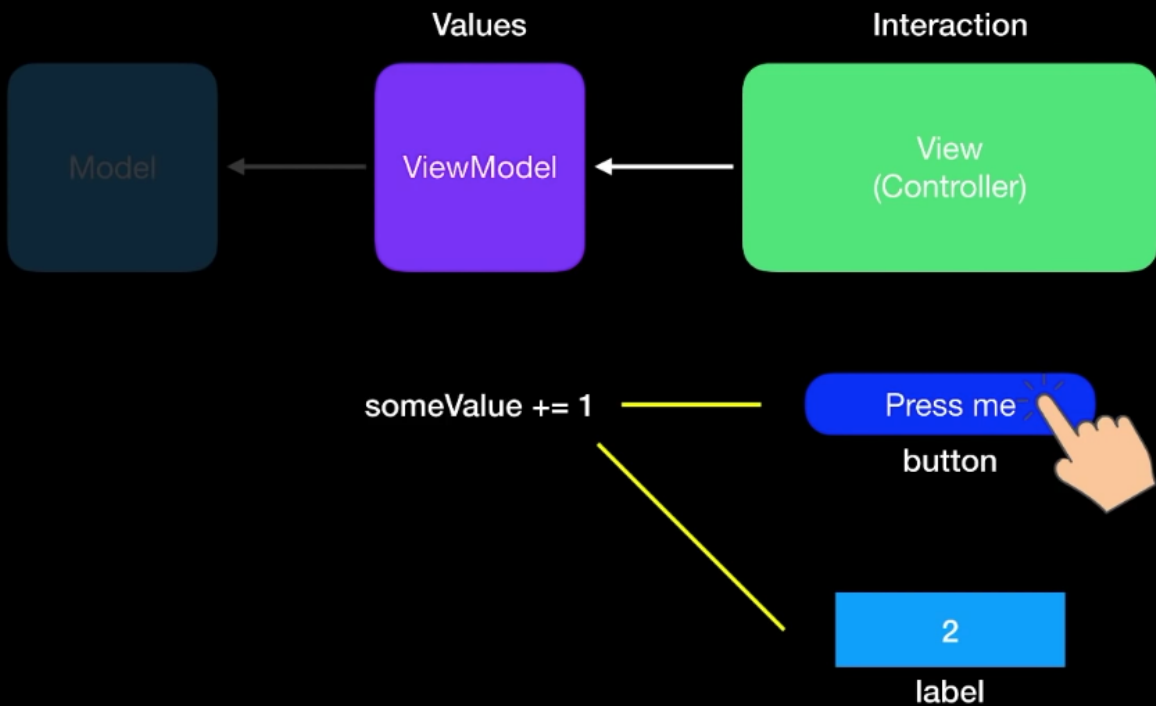 Values
Interaction
Model
ViewModel
View
(Controller)
someValue += 1
Press me
button
2
label